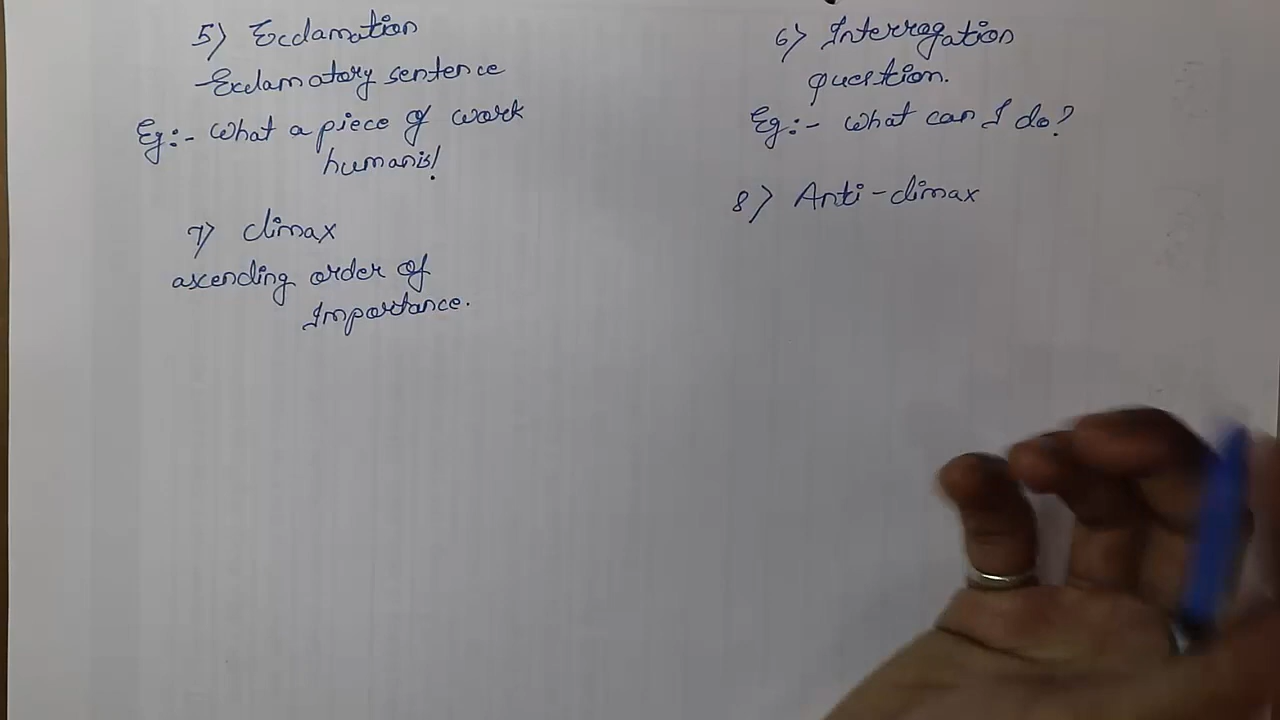 5) Exclamation
Exclamatory sentence
Eg:- What a piece of work
human is!
6) Interrogation
question.
Eg:- What can I do?
7) climax
ascending order of
Importance.
8) Anti-climax